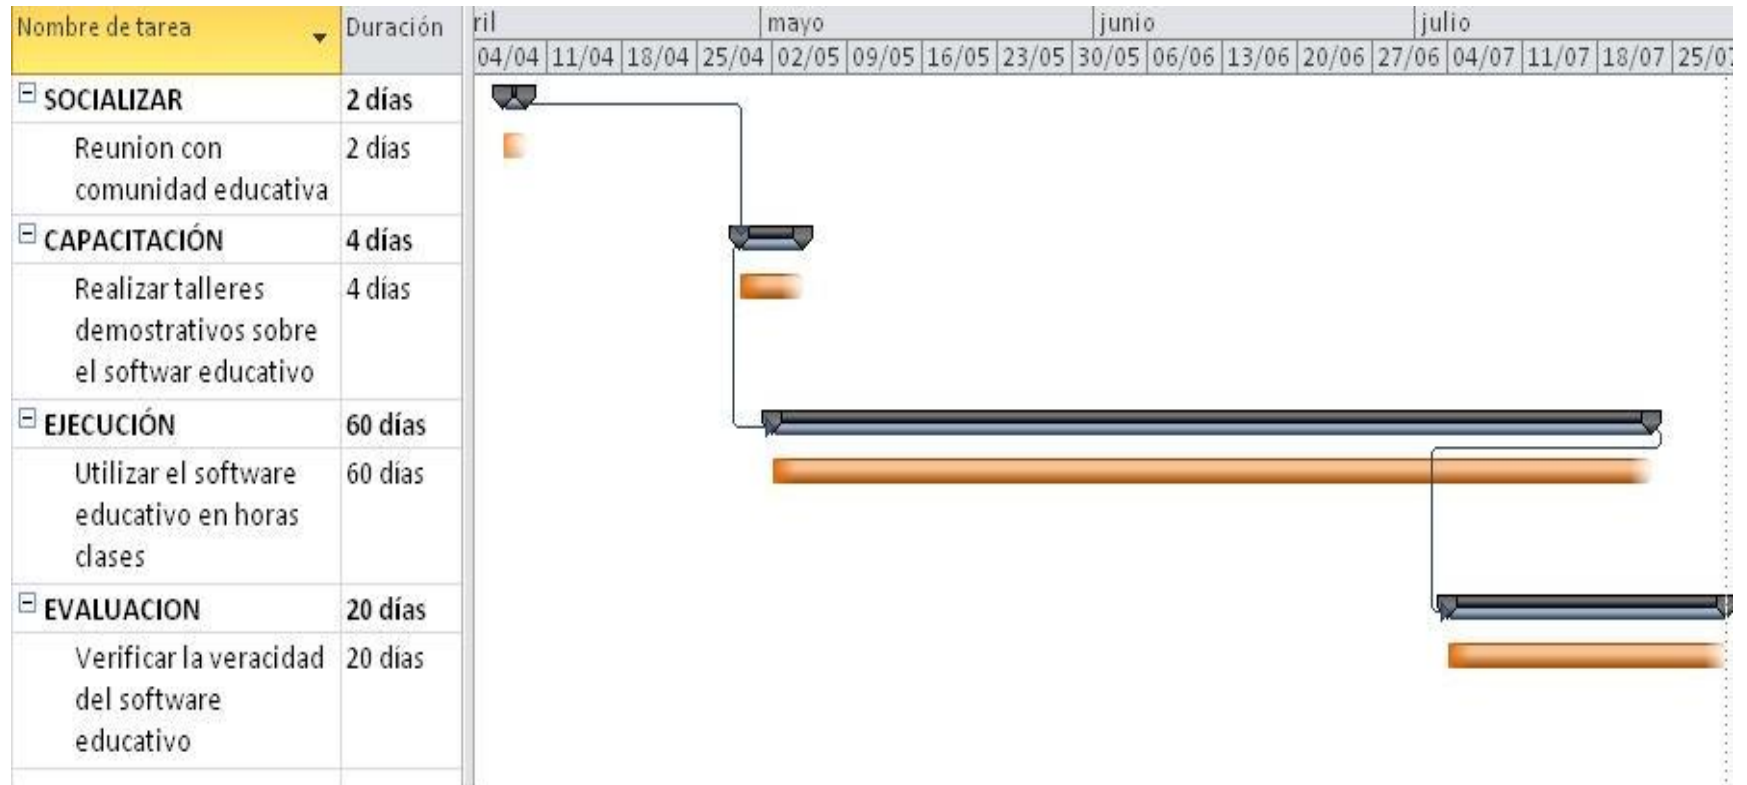 Nombre de tarea Duración
ril mayo junio julio
04/04 11/04 18/04 25/04 02/05 09/05 16/05 23/05 30/05 06/06 13/06 20/06 27/06 04/07 11/07 18/07 25/07
SOCIALIZAR 2 días
Reunion con 2 días
comunidad educativa
CAPACITACIÓN 4 días
Realizar talleres 4 días
demostrativos sobre
el softwar educativo
EJECUCIÓN 60 días
Utilizar el software 60 días
educativo en horas
clases
EVALUACION 20 días
Verificar la veracidad 20 días
del software
educativo